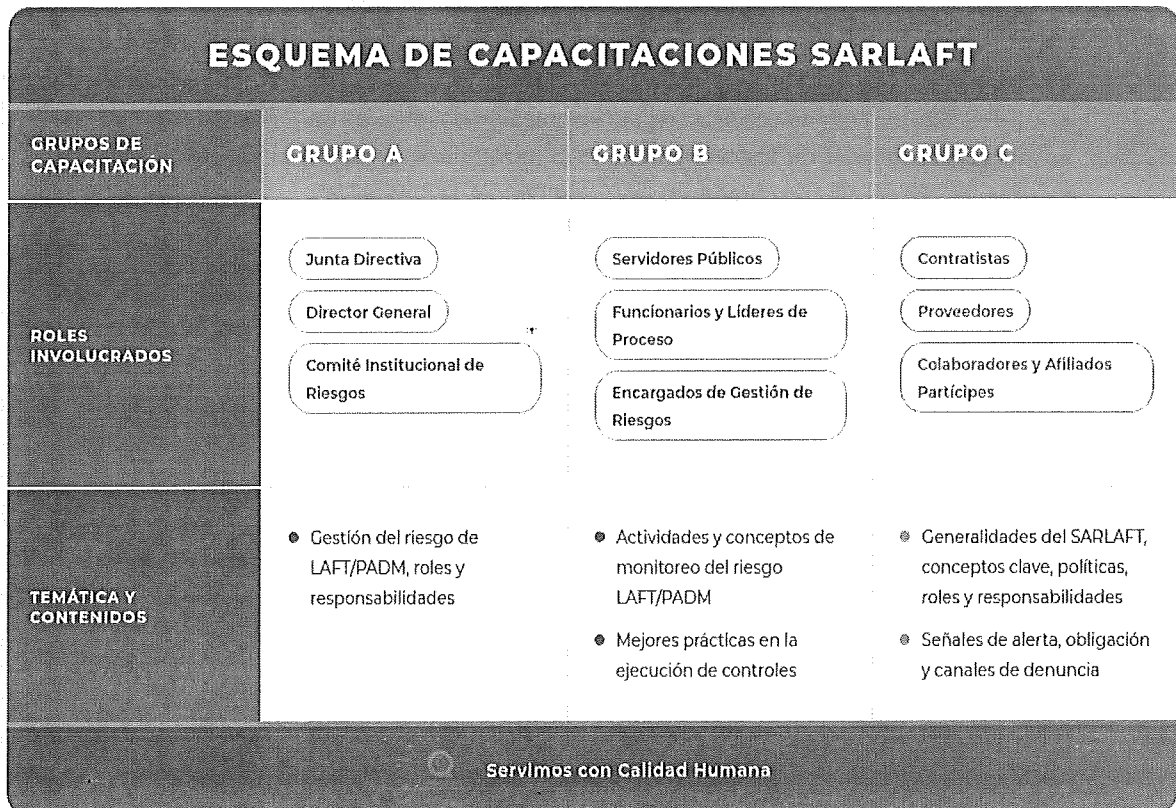 ESQUEMA DE CAPACITACIONES SARLAFT
GRUPOS DE
CAPACITACIÓN
GRUPO A
GRUPO B
GRUPO C
ROLES
INVOLUCRADOS
Junta Directiva
Director General
Comité Institucional de
Riesgos
Servidores Públicos
Funcionarios y Líderes de
Proceso
Encargados de Gestión de
Riesgos
Contratistas
Proveedores
Colaboradores y Afiliados
Partícipes
TEMÁTICA Y
CONTENIDOS
Gestión del riesgo de
LAFT/PADM, roles y
responsabilidades
Actividades y conceptos de
monitoreo del riesgo
LAFT/PADM
Mejores prácticas en la
ejecución de controles
Generalidades del SARLAFT,
conceptos clave, políticas,
roles y responsabilidades
Señales de alerta, obligación
y canales de denuncia
Servimos con Calidad Humana